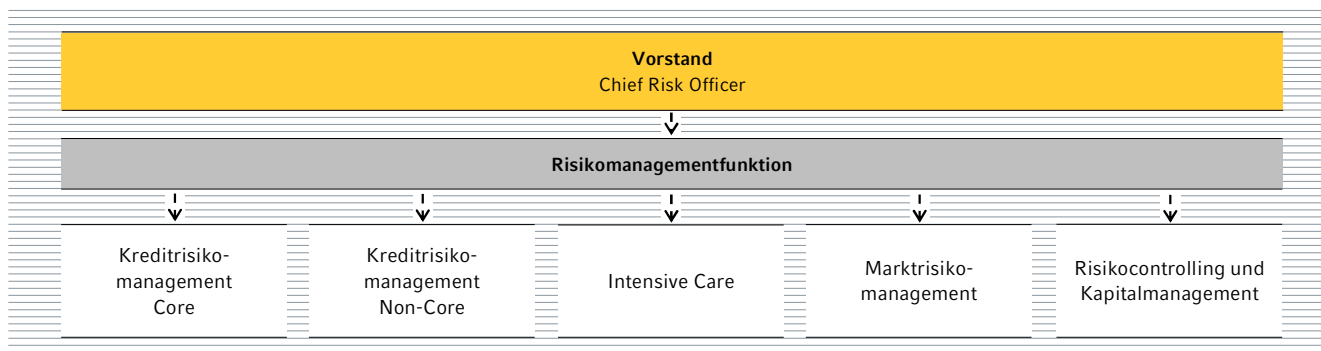 Vorstand
Chief Risk Officer
Risikomanagementfunktion
Kreditrisiko-
management
Core
Kreditrisiko-
management
Non-Core
Intensive Care
Marktrisiko-
management
Risikocontrolling und
Kapitalmanagement